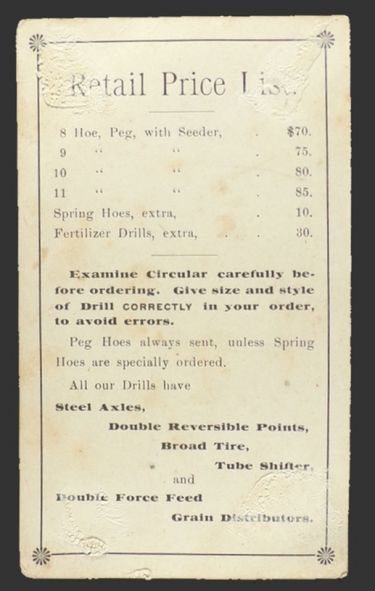 Retail Price List.
8 Hoe, Peg, with Seeder, . $70.
9 " " . 75.
10 " " . 80.
11 " " . 85.
Spring Hoes, extra, . 10.
Fertilizer Drills, extra, . . 30.
Examine Circular carefully be-
fore ordering. Give size and style
of Drill CORRECTLY in your order,
to avoid errors.
Peg Hoes always sent, unless Spring
Hoes are specially ordered.
All our Drills have
Steel Axles,
Double Reversible Points,
Broad Tire,
Tube Shifter,
and
Double Force Feed
Grain Distributors.